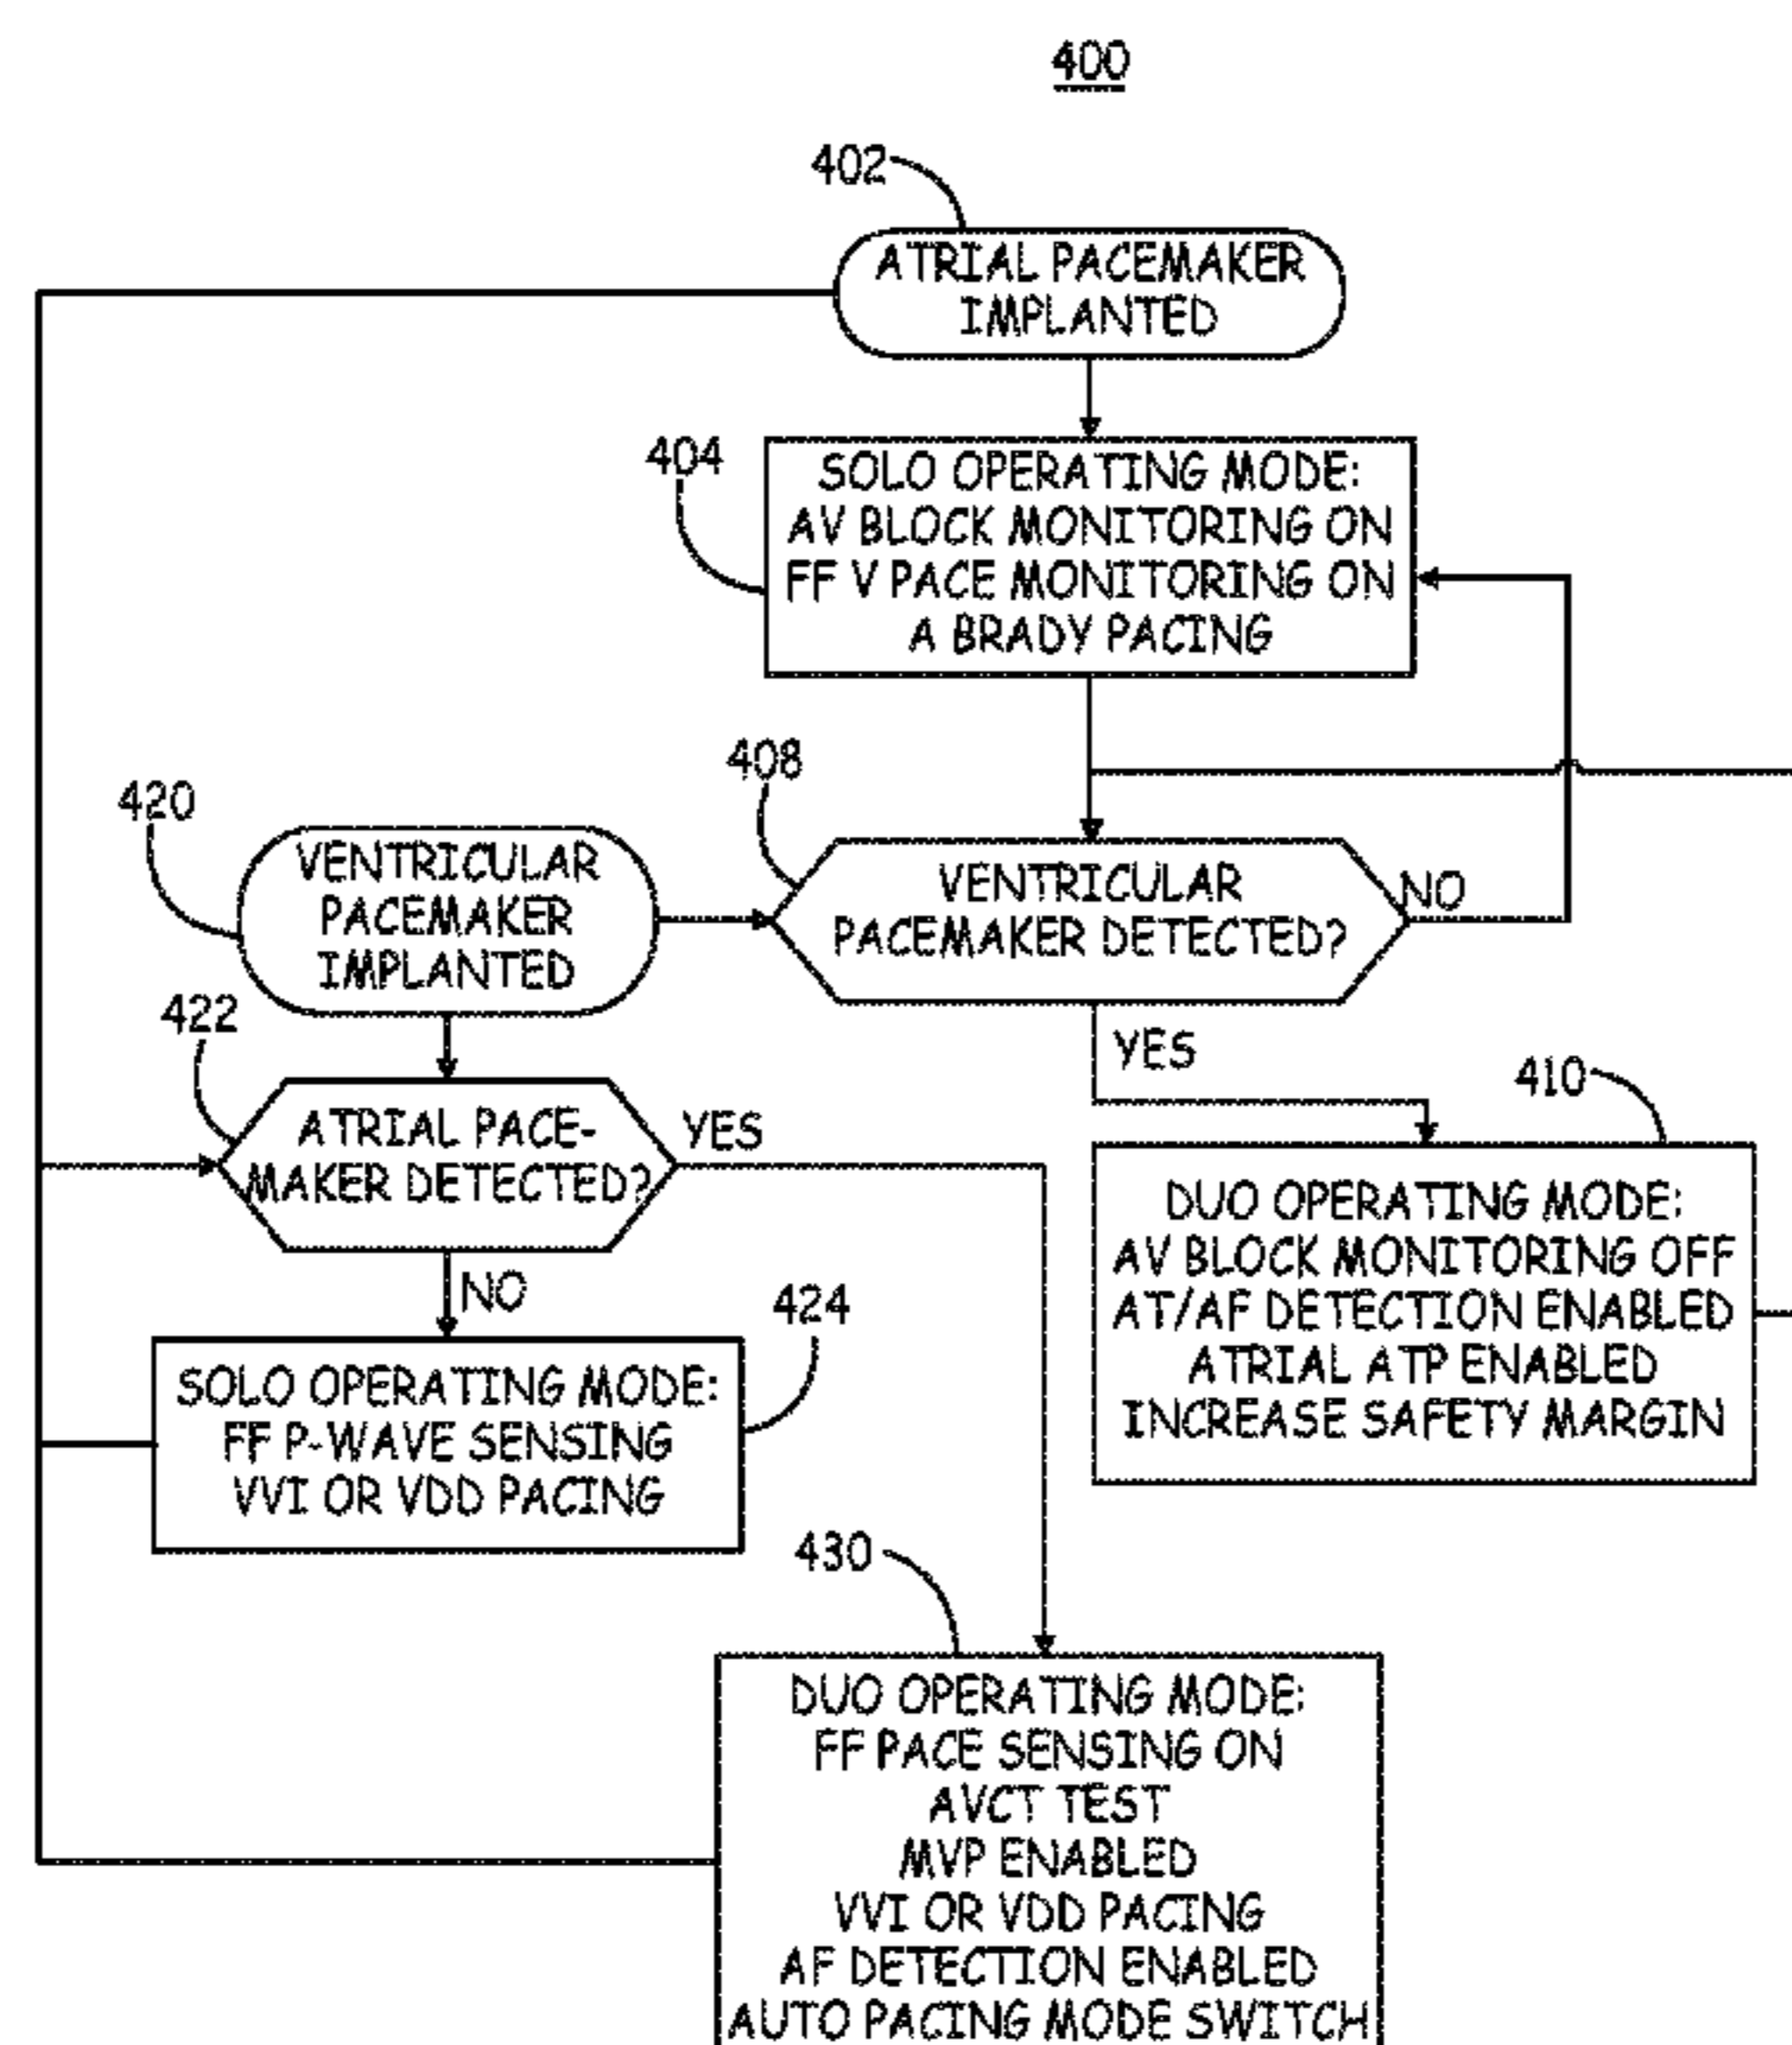 400
402
ATRIAL PACEMAKER
IMPLANTED
404
SOLO OPERATING MODE:
AV BLOCK MONITORING ON
FF V PACE MONITORING ON
A BRADY PACING
408
420
VENTRICULAR
PACEMAKER
IMPLANTED
VENTRICULAR
PACEMAKER DETECTED?
NO
YES
422
ATRIAL PACE-
MAKER DETECTED?
YES
NO
410
DUO OPERATING MODE:
AV BLOCK MONITORING OFF
AT/AF DETECTION ENABLED
ATRIAL ATP ENABLED
INCREASE SAFETY MARGIN
424
SOLO OPERATING MODE:
FF P-WAVE SENSING
VVI OR VDD PACING
430
DUO OPERATING MODE:
FF PACE SENSING ON
AVCT TEST
MVP ENABLED
VVI OR VDD PACING
AF DETECTION ENABLED
AUTO PACING MODE SWITCH